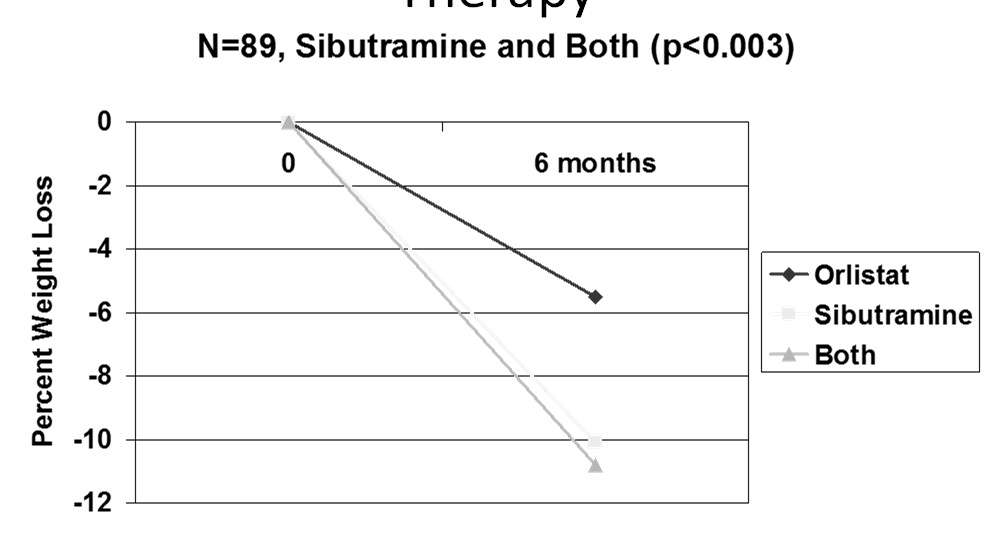 Therapy
N=89, Sibutramine and Both (p<0.003)
0
0
6 months
-2
-4
-6
-8
-10
-12
Percent Weight Loss
Orlistat
Sibutramine
Both